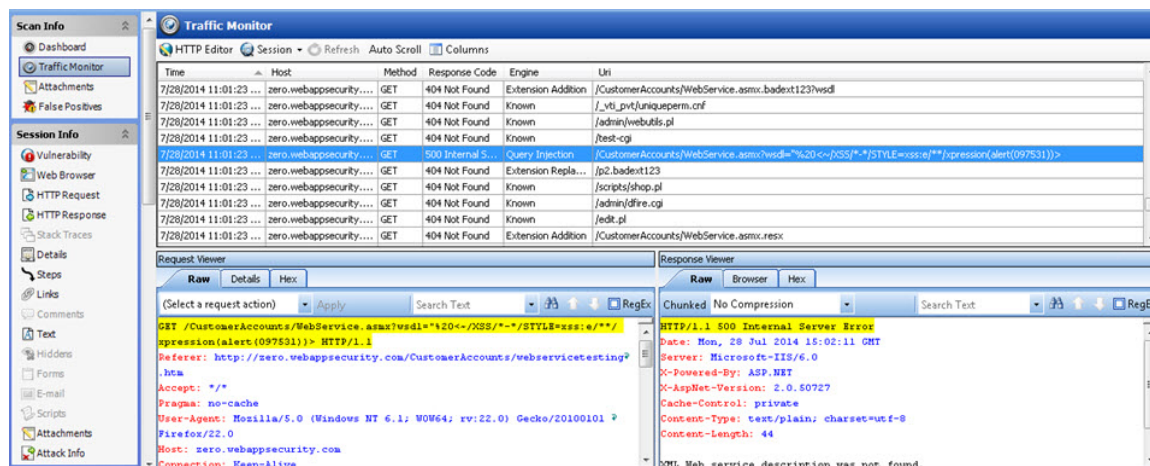 Scan Info
Dashboard
Traffic Monitor
Attachments
False Positives
Session Info
Vulnerability
Web Browser
HTTP Request
HTTP Response
Stack Traces
Details
Steps
Links
Comments
Text
Hiddens
Forms
E-mail
Scripts
Attachments
Attack Info
Traffic Monitor
HTTP Editor Session Refresh Auto Scroll Columns
Time Host Method Response Code Engine Uri
7/28/2014 11:01:23 ... zero.webappsecurity.... GET 404 Not Found Extension Addition /CustomerAccounts/WebService.asmx.badext123?wsdl
7/28/2014 11:01:23 ... zero.webappsecurity.... GET 404 Not Found Known /_vti_pvt/uniqueperm.cnf
7/28/2014 11:01:23 ... zero.webappsecurity.... GET 404 Not Found Known /admin/webutils.pl
7/28/2014 11:01:23 ... zero.webappsecurity.... GET 404 Not Found Known /test-cgi
7/28/2014 11:01:23 ... zero.webappsecurity.... GET 500 Internal S... Query Injection /CustomerAccounts/WebService.asmx?wsdl="%20<~/XSS/*-*/STYLE=xss:e/**/xpression(alert(097531))>
7/28/2014 11:01:23 ... zero.webappsecurity.... GET 404 Not Found Extension Repla... /p2.badext123
7/28/2014 11:01:23 ... zero.webappsecurity.... GET 404 Not Found Known /scripts/shop.pl
7/28/2014 11:01:23 ... zero.webappsecurity.... GET 404 Not Found Known /admin/dfire.cgi
7/28/2014 11:01:23 ... zero.webappsecurity.... GET 404 Not Found Known /edit.pl
7/28/2014 11:01:23 ... zero.webappsecurity.... GET 404 Not Found Extension Addition /CustomerAccounts/WebService.asmx.resx
Request Viewer
Raw Details Hex
(Select a request action) Apply Search Text RegEx
GET /CustomerAccounts/WebService.asmx?wsdl="%20<~/XSS/*-*/STYLE=xss:e/**/
xpression(alert(097531))> HTTP/1.1
Referer: http://zero.webappsecurity.com/CustomerAccounts/webservicetesting
.htm
Accept: */*
Pragma: no-cache
User-Agent: Mozilla/5.0 (Windows NT 6.1; WOW64; rv:22.0) Gecko/20100101
Firefox/22.0
Host: zero.webappsecurity.com
Connection: Keep-Alive
Response Viewer
Raw Browser Hex
Chunked No Compression Search Text RegE
HTTP/1.1 500 Internal Server Error
Date: Mon, 28 Jul 2014 15:02:11 GMT
Server: Microsoft-IIS/6.0
X-Powered-By: ASP.NET
X-AspNet-Version: 2.0.50727
Cache-Control: private
Content-Type: text/plain; charset=utf-8
Content-Length: 44
XML Web service description was not found.